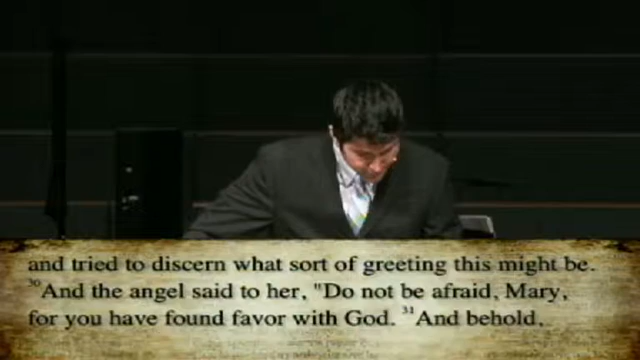 and tried to discern what sort of greeting this might be.
³⁰And the angel said to her, "Do not be afraid, Mary,
for you have found favor with God. ³¹And behold,